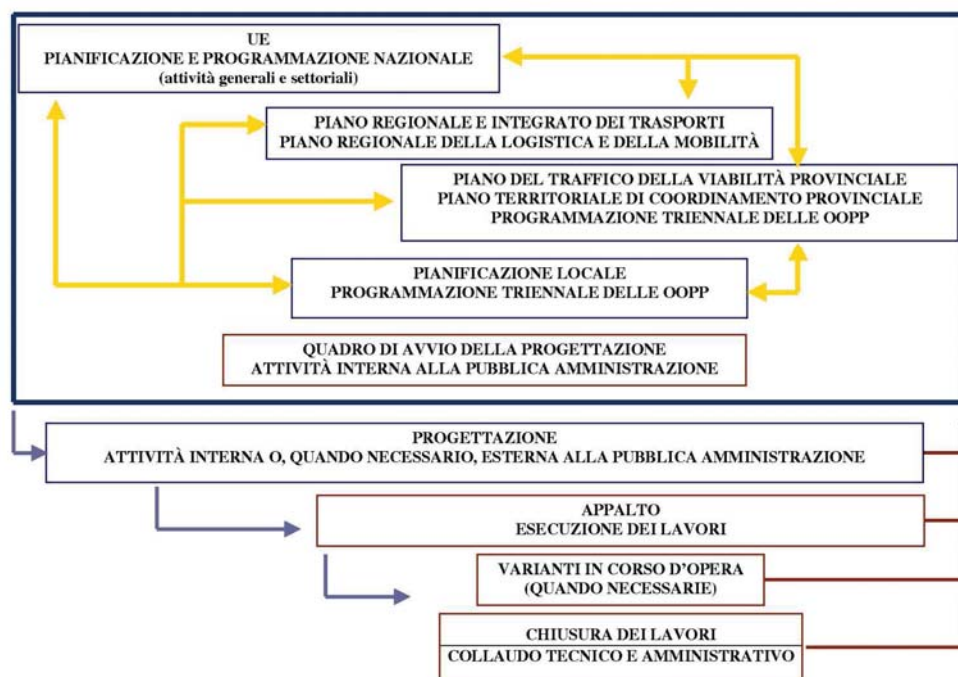 UE
PIANIFICAZIONE E PROGRAMMAZIONE NAZIONALE
(attività generali e settoriali)
PIANO REGIONALE E INTEGRATO DEI TRASPORTI
PIANO REGIONALE DELLA LOGISTICA E DELLA MOBILITÀ
PIANO DEL TRAFFICO DELLA VIABILITÀ PROVINCIALE
PIANO TERRITORIALE DI COORDINAMENTO PROVINCIALE
PROGRAMMAZIONE TRIENNALE DELLE OOPP
PIANIFICAZIONE LOCALE
PROGRAMMAZIONE TRIENNALE DELLE OOPP
QUADRO DI AVVIO DELLA PROGETTAZIONE
ATTIVITÀ INTERNA ALLA PUBBLICA AMMINISTRAZIONE
PROGETTAZIONE
ATTIVITÀ INTERNA O, QUANDO NECESSARIO, ESTERNA ALLA PUBBLICA AMMINISTRAZIONE
APPALTO
ESECUZIONE DEI LAVORI
VARIANTI IN CORSO D'OPERA
(QUANDO NECESSARIE)
CHIUSURA DEI LAVORI
COLLAUDO TECNICO E AMMINISTRATIVO